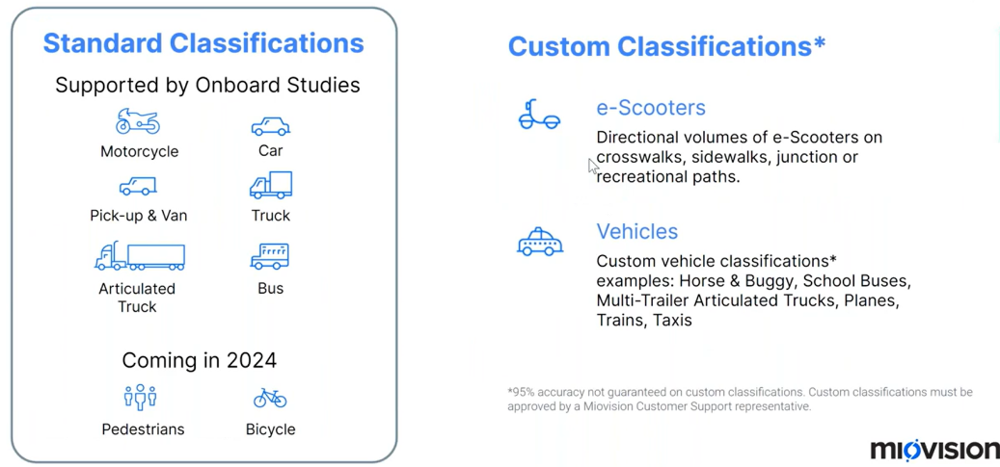 Standard Classifications
Supported by Onboard Studies
Motorcycle
Car
Pick-up & Van
Truck
Articulated
Truck
Bus
Coming in 2024
Pedestrians
Bicycle
Custom Classifications*
e-Scooters
Directional volumes of e-Scooters on
crosswalks, sidewalks, junction or
recreational paths.
Vehicles
Custom vehicle classifications*
examples: Horse & Buggy, School Buses,
Multi-Trailer Articulated Trucks, Planes,
Trains, Taxis
*95% accuracy not guaranteed on custom classifications. Custom classifications must be
approved by a Miovision Customer Support representative.
miovision